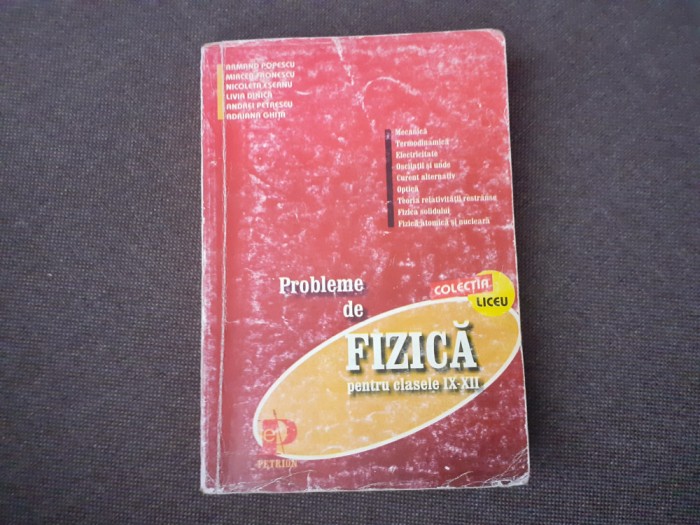 ARMAND POPESCU
MIRCEA FRONESCU
NICOLETA ESEANU
LIVIA DINICĂ
ANDREI PETRESCU
ADRIANA GHIȚĂ
Mecanică
Termodinamică
Electricitate
Oscilații și unde
Curent alternativ
Optică
Teoria relativității restrânse
Fizica solidului
Fizică atomică și nucleară
Probleme
de
FIZICĂ
pentru clasele IX-XII
COLECȚIA
LICEU
PETRION